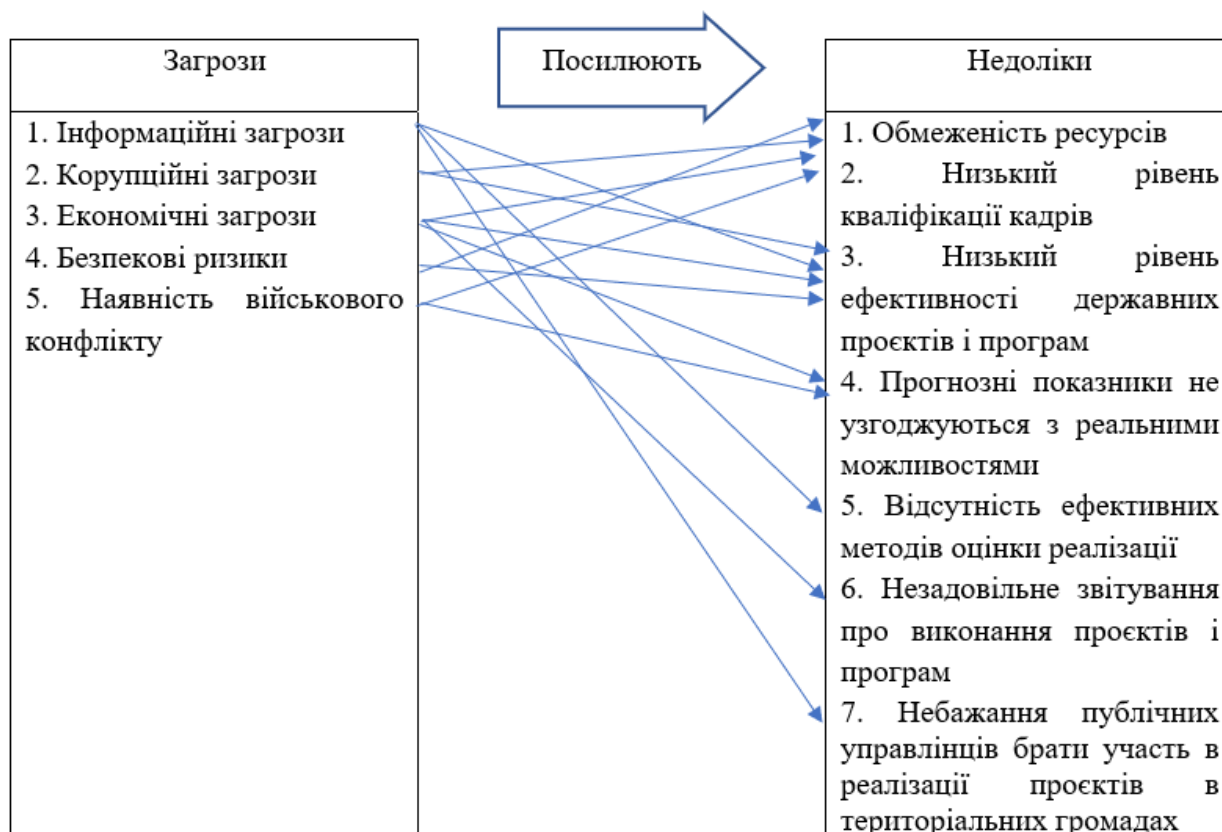 Загрози
Посилюють
Недоліки
1. Інформаційні загрози
2. Корупційні загрози
3. Економічні загрози
4. Безпекові ризики
5. Наявність військового
конфлікту
1. Обмеженість ресурсів
2. Низький рівень
кваліфікації кадрів
3. Низький рівень
ефективності державних
проєктів і програм
4. Прогнозні показники не
узгоджуються з реальними
можливостями
5. Відсутність ефективних
методів оцінки реалізації
6. Незадовільне звітування
про виконання проєктів і
програм
7. Небажання публічних
управлінців брати участь в
реалізації проєктів в
територіальних громадах